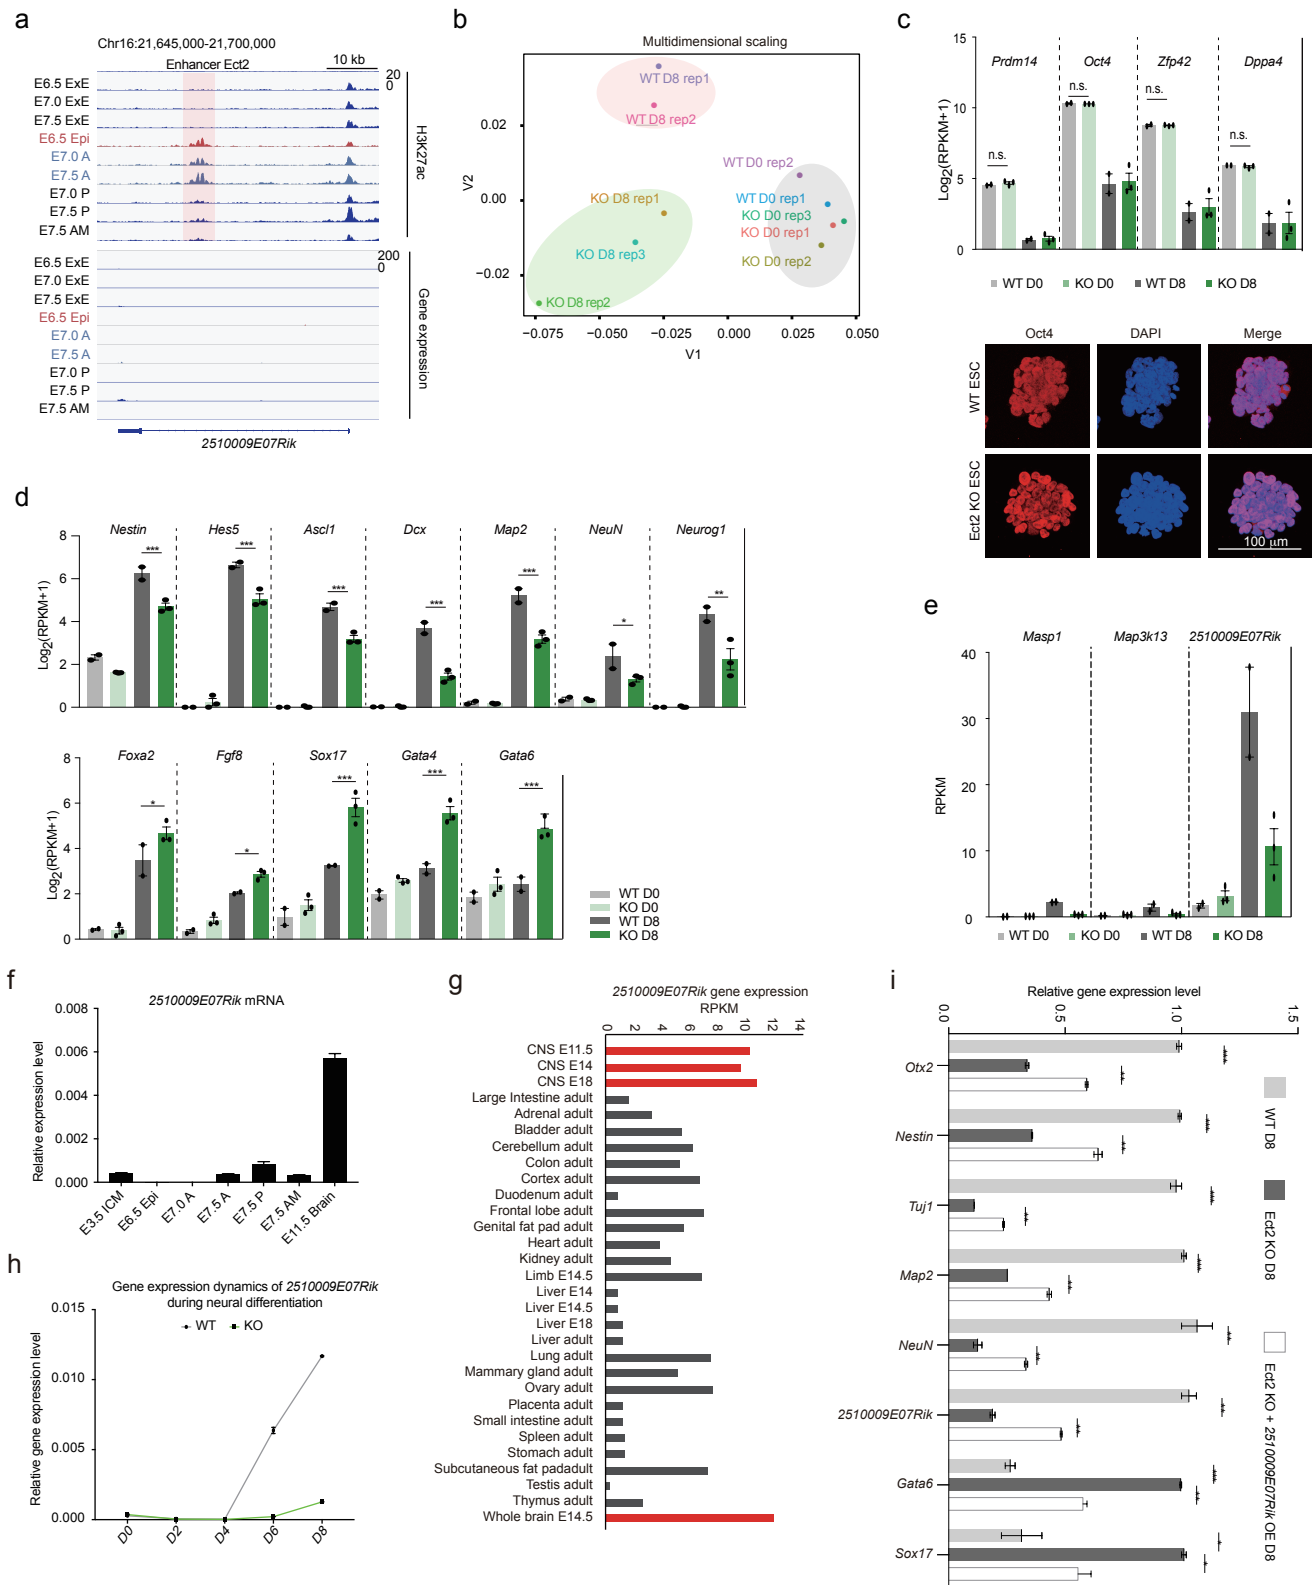 a
Chr16:21,645,000-21,700,000
Enhancer Ect2
10 kb
E6.5 ExE
E7.0 ExE
E7.5 ExE
E6.5 Epi
E7.0 A
E7.5 A
E7.0 P
E7.5 P
E7.5 AM
20
0
H3K27ac
E6.5 ExE
E7.0 ExE
E7.5 ExE
E6.5 Epi
E7.0 A
E7.5 A
E7.0 P
E7.5 P
E7.5 AM
200
0
Gene expression
2510009E07Rik
b
Multidimensional scaling
WT D8 rep1
WT D8 rep2
WT D0 rep2
KO D8 rep1
WT D0 rep1
KO D0 rep3
KO D8 rep3
KO D0 rep1
KO D0 rep2
KO D8 rep2
V2
0.02
0.00
−0.02
−0.075
−0.050
−0.025
0.000
0.025
0.050
V1
c
Prdm14
Oct4
Zfp42
Dppa4
n.s.
n.s.
n.s.
n.s.
Log2(RPKM+1)
15
10
5
0
WT D0
KO D0
WT D8
KO D8
Oct4
DAPI
Merge
WT ESC
Ect2 KO ESC
100 μm
d
Nestin
Hes5
Ascl1
Dcx
Map2
NeuN
Neurog1
***
***
***
***
***
*
**
Log2(RPKM+1)
8
6
4
2
0
Foxa2
Fgf8
Sox17
Gata4
Gata6
*
*
***
***
***
Log2(RPKM+1)
8
6
4
2
0
WT D0
KO D0
WT D8
KO D8
e
Masp1
Map3k13
2510009E07Rik
RPKM
40
30
20
10
0
WT D0
KO D0
WT D8
KO D8
f
2510009E07Rik mRNA
Relative expression level
0.008
0.006
0.004
0.002
0.000
E3.5 ICM
E6.5 Epi
E7.0 A
E7.5 A
E7.5 P
E7.5 AM
E11.5 Brain
g
2510009E07Rik gene expression
RPKM
0
2
4
6
8
10
12
14
CNS E11.5
CNS E14
CNS E18
Large Intestine adult
Adrenal adult
Bladder adult
Cerebellum adult
Colon adult
Cortex adult
Duodenum adult
Frontal lobe adult
Genital fat pad adult
Heart adult
Kidney adult
Limb E14.5
Liver E14
Liver E14.5
Liver E18
Liver adult
Lung adult
Mammary gland adult
Ovary adult
Placenta adult
Small intestine adult
Spleen adult
Stomach adult
Subcutaneous fat padadult
Testis adult
Thymus adult
Whole brain E14.5
h
Gene expression dynamics of 2510009E07Rik
during neural differentiation
WT
KO
Relative gene expression level
0.015
0.010
0.005
0.000
D0
D2
D4
D6
D8
i
Relative gene expression level
0.0
0.5
1.0
1.5
Otx2
Nestin
Tuj1
Map2
NeuN
2510009E07Rik
Gata6
Sox17
WT D8
Ect2 KO D8
Ect2 KO + 2510009E07Rik OE D8